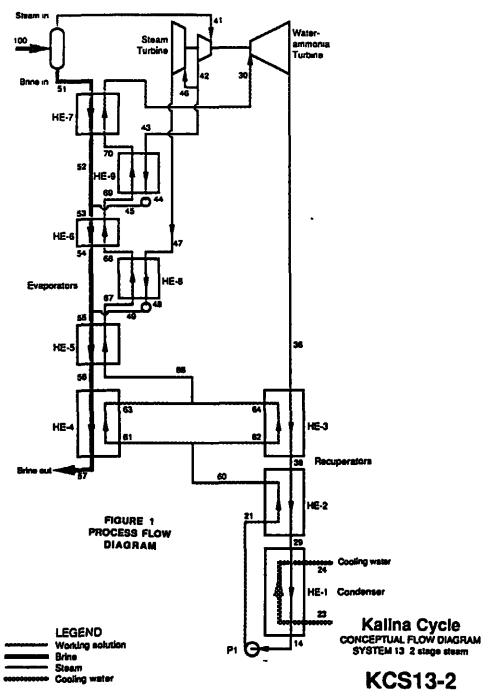 Steam in
41
100
Steam
Turbine
Water-
ammonia
Turbine
42
30
Brine in
51
46
HE-7
43
70
52
HE-9
69
44
45
53
HE-6
54
68
47
HE-8
Evaporators
67
48
49
55
HE-5
56
36
66
63
64
HE-4
HE-3
61
62
38
Recuperators
Brine out
57
60
HE-2
21
FIGURE 1
PROCESS FLOW
DIAGRAM
29
Cooling water
24
HE-1 Condenser
23
P1
14
Kalina Cycle
CONCEPTUAL FLOW DIAGRAM
SYSTEM 13 2 stage steam
KCS13-2
LEGEND
Working solution
Brine
Steam
Cooling water